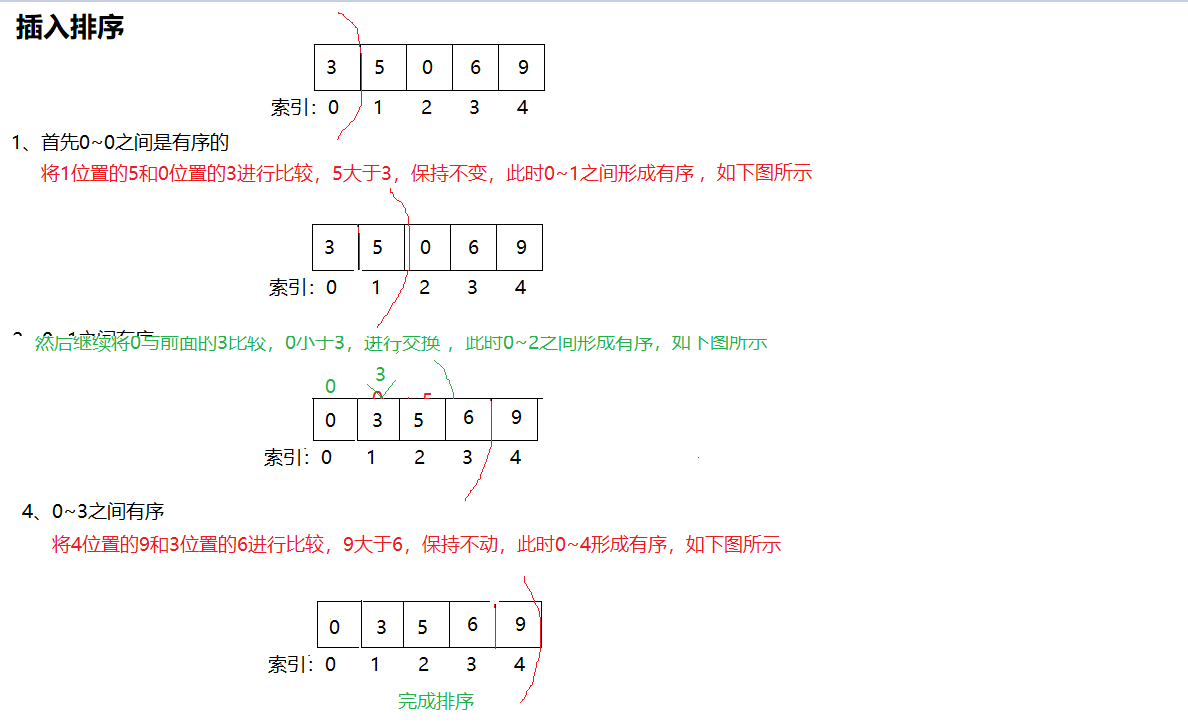 插入排序
3 5 0 6 9
索引：0 1 2 3 4
1、首先0~0之间是有序的
将1位置的5和0位置的3进行比较，5大于3，保持不变，此时0~1之间形成有序 ，如下图所示
3 5 0 6 9
索引：0 1 2 3 4
然后继续将0与前面的3比较，0小于3，进行交换 ，此时0~2之间形成有序，如下图所示
0 3
0 3 5 6 9
索引：0 1 2 3 4
4、0~3之间有序
将4位置的9和3位置的6进行比较，9大于6，保持不动，此时0~4形成有序，如下图所示
0 3 5 6 9
索引：0 1 2 3 4
完成排序